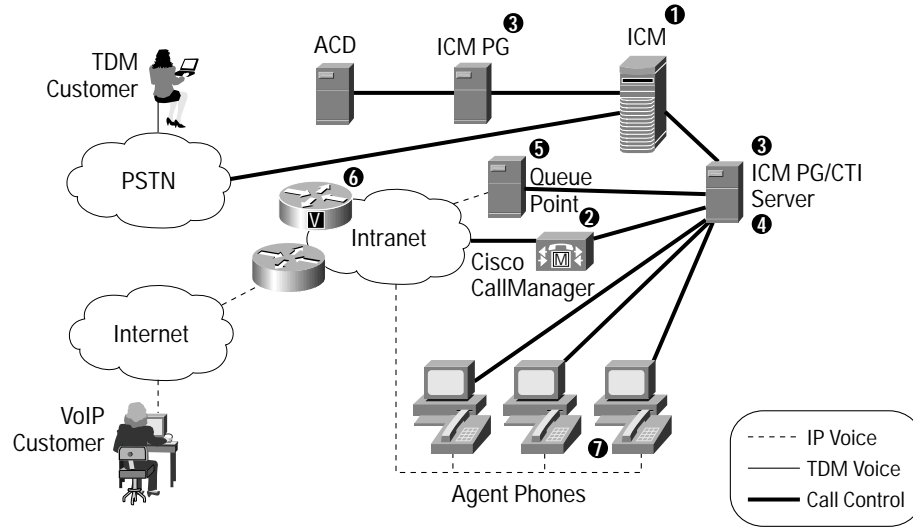 ❶
❸
ACD
ICM PG
ICM
TDM
Customer
❸
❺
ICM PG/CTI
Server
PSTN
❻
Queue
Point
V
❷
❹
Intranet
Cisco
CallManager
M
Internet
VoIP
Customer
❼
Agent Phones
IP Voice
TDM Voice
Call Control